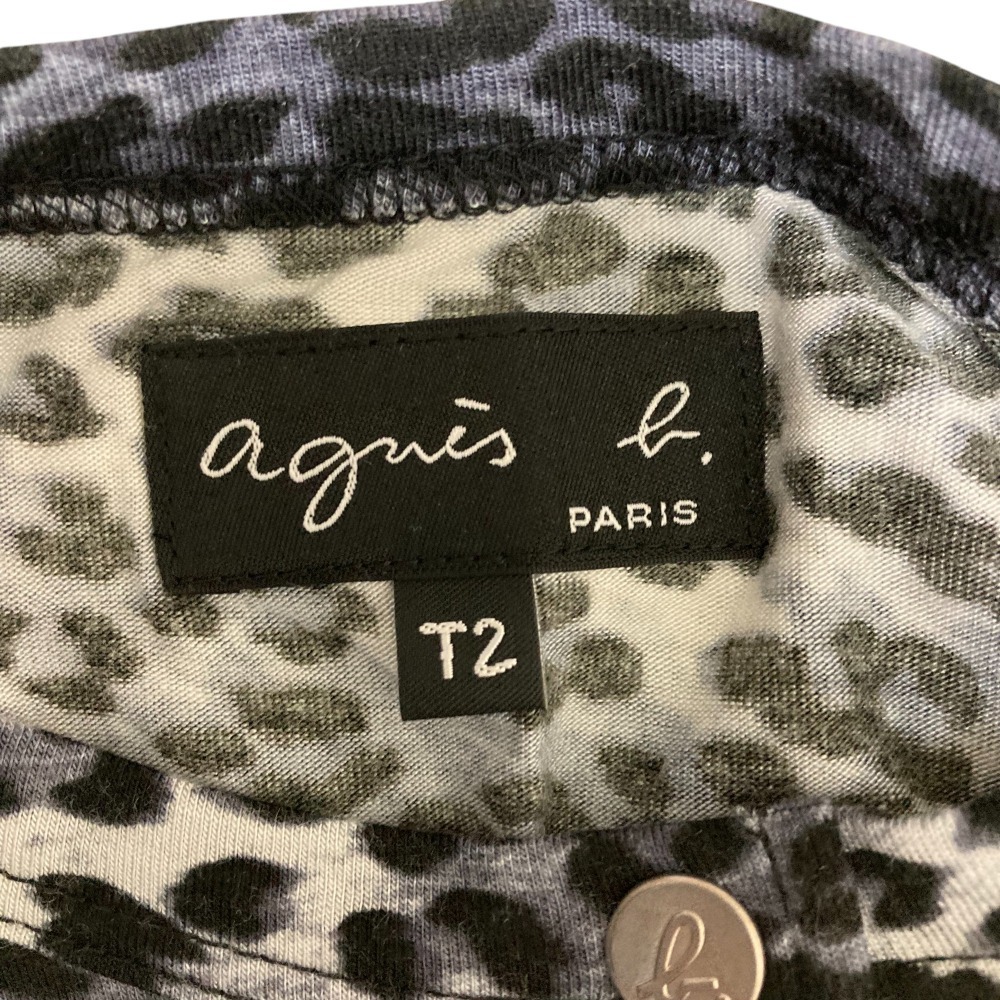 agnès b.
PARIS
T2
b.